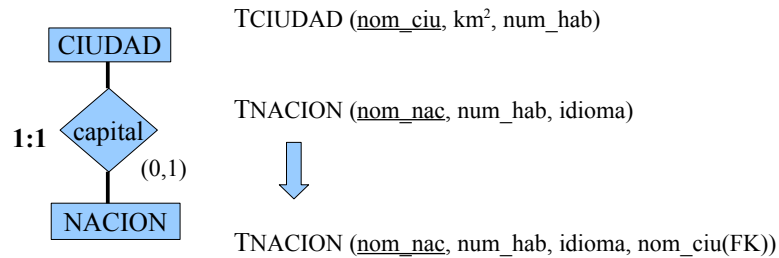 TCIUDAD (nom_ciu, km², num_hab)
CIUDAD
TNACION (nom_nac, num_hab, idioma)
capital
1:1
(0,1)
NACION
TNACION (nom_nac, num_hab, idioma, nom_ciu(FK))